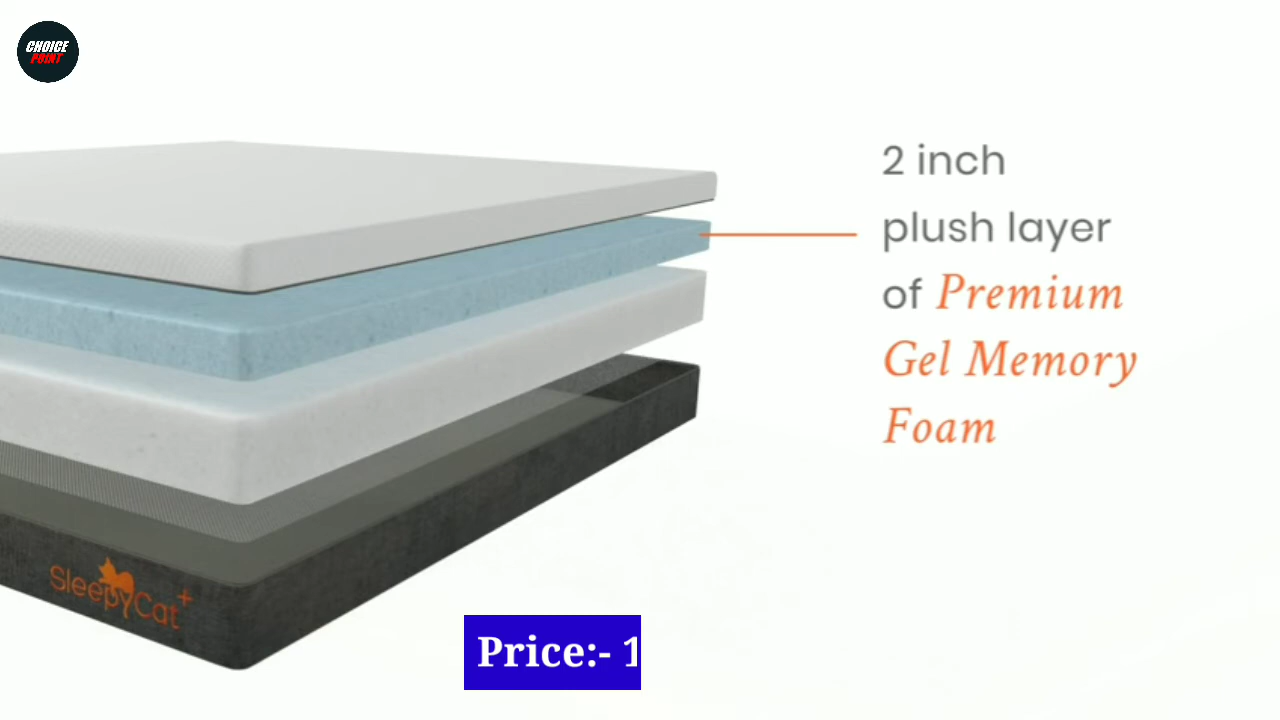 CHOICE
POINT
2 inch
plush layer
of Premium
Gel Memory
Foam
SleepyCat+
Price:- 1